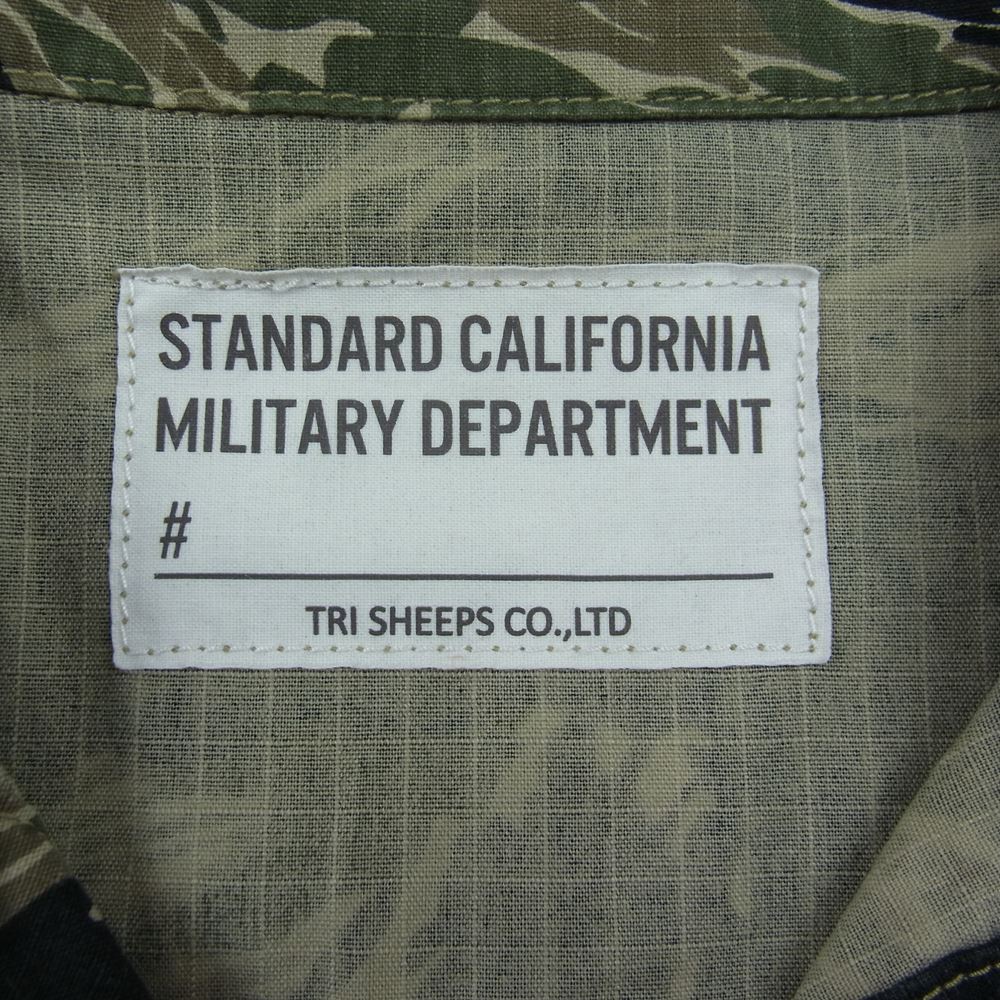 STANDARD CALIFORNIA
MILITARY DEPARTMENT
#
TRI SHEEPS CO.,LTD